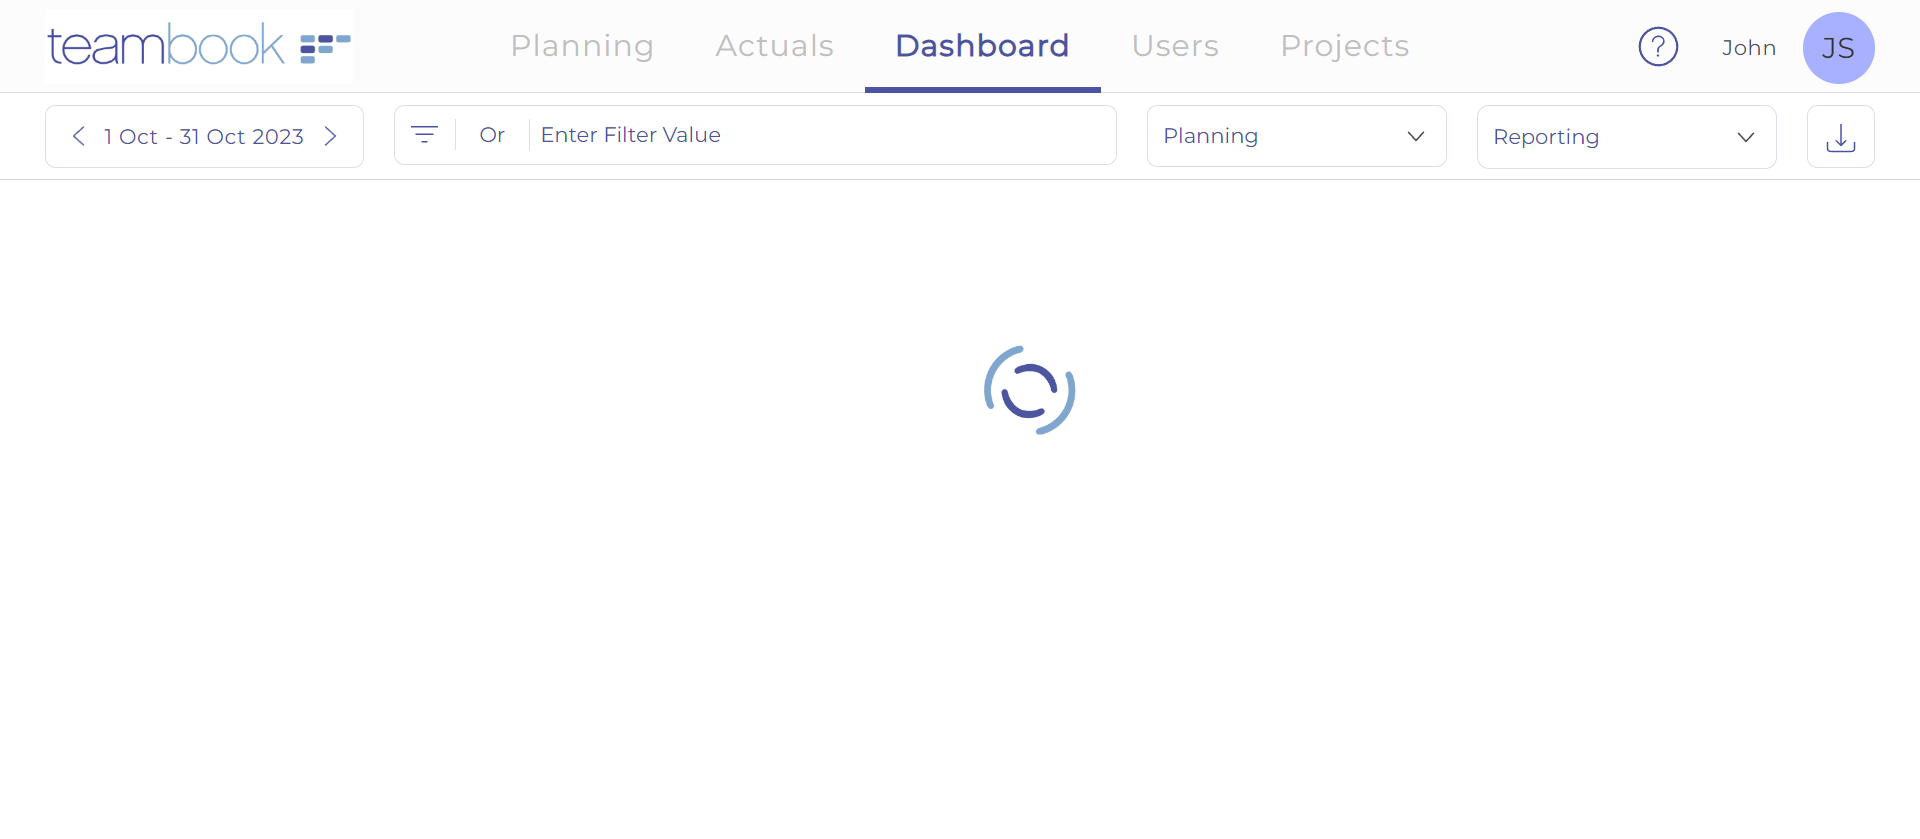 teambook
Planning Actuals Dashboard Users Projects
? John JS
1 Oct - 31 Oct 2023 Or Enter Filter Value Planning Reporting